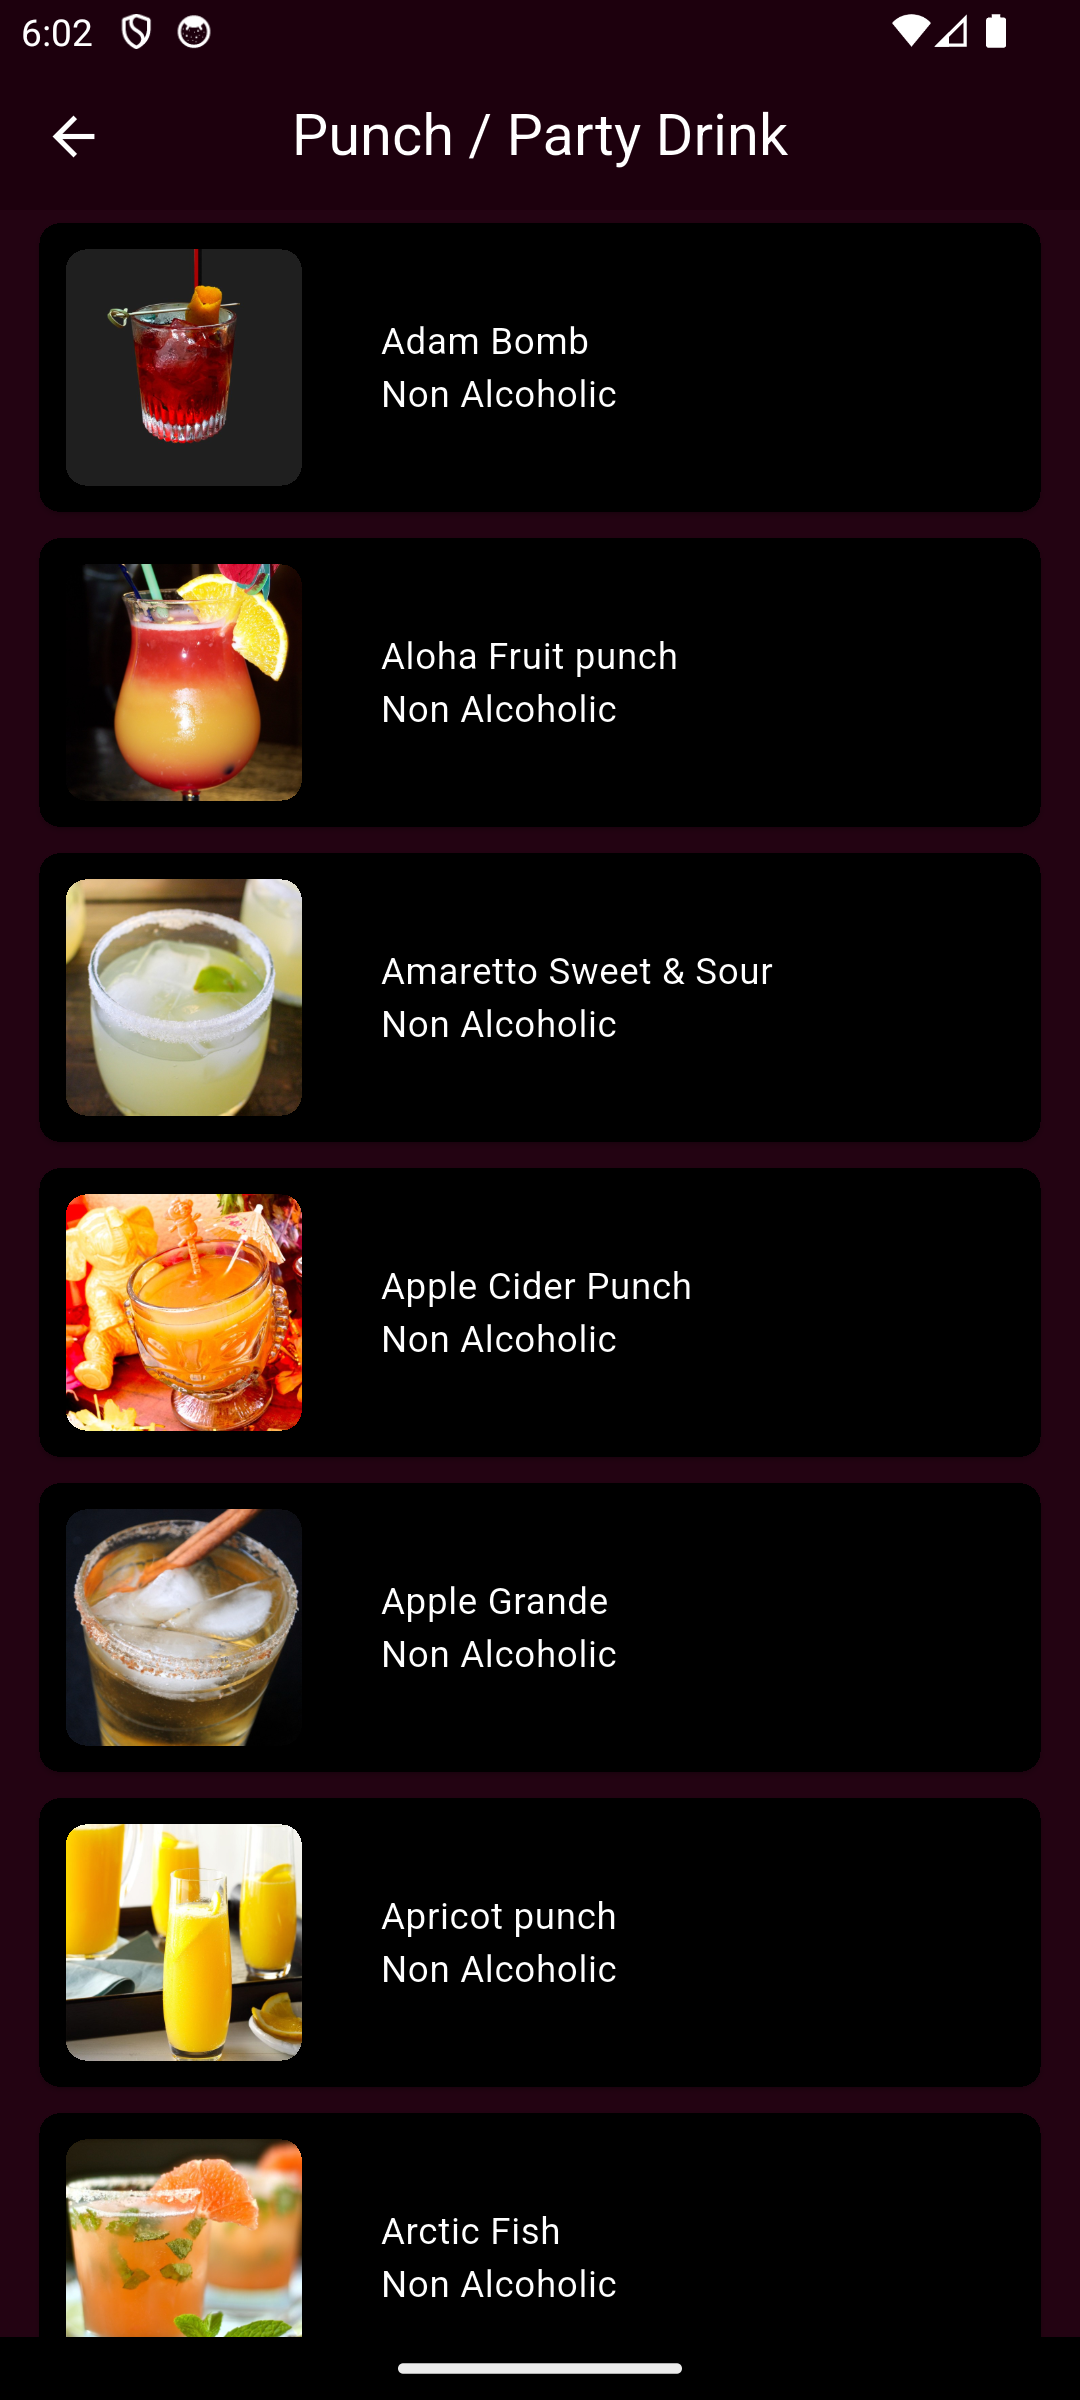 6:02
Punch / Party Drink
Adam Bomb
Non Alcoholic
Aloha Fruit punch
Non Alcoholic
Amaretto Sweet & Sour
Non Alcoholic
Apple Cider Punch
Non Alcoholic
Apple Grande
Non Alcoholic
Apricot punch
Non Alcoholic
Arctic Fish
Non Alcoholic